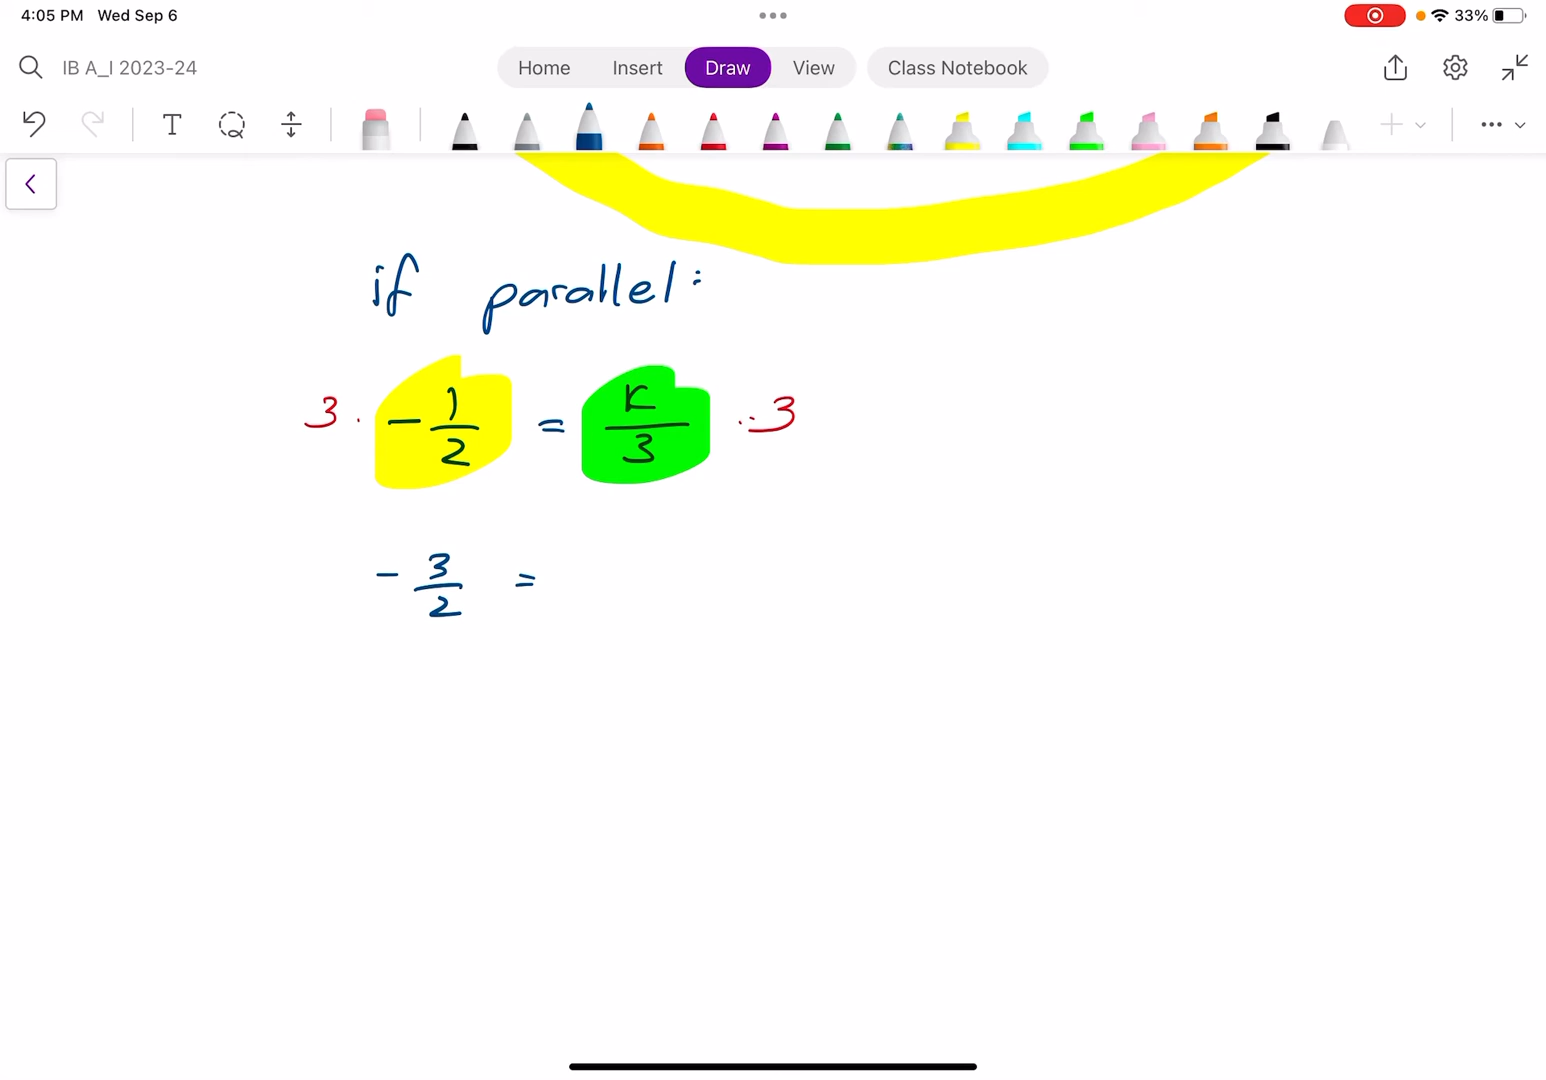 4:05 PM Wed Sep 6
33%
IB A_I 2023-24
Home Insert Draw View Class Notebook
T
if parallel:
3 · - 1/2 = k/3 · 3
- 3/2 =